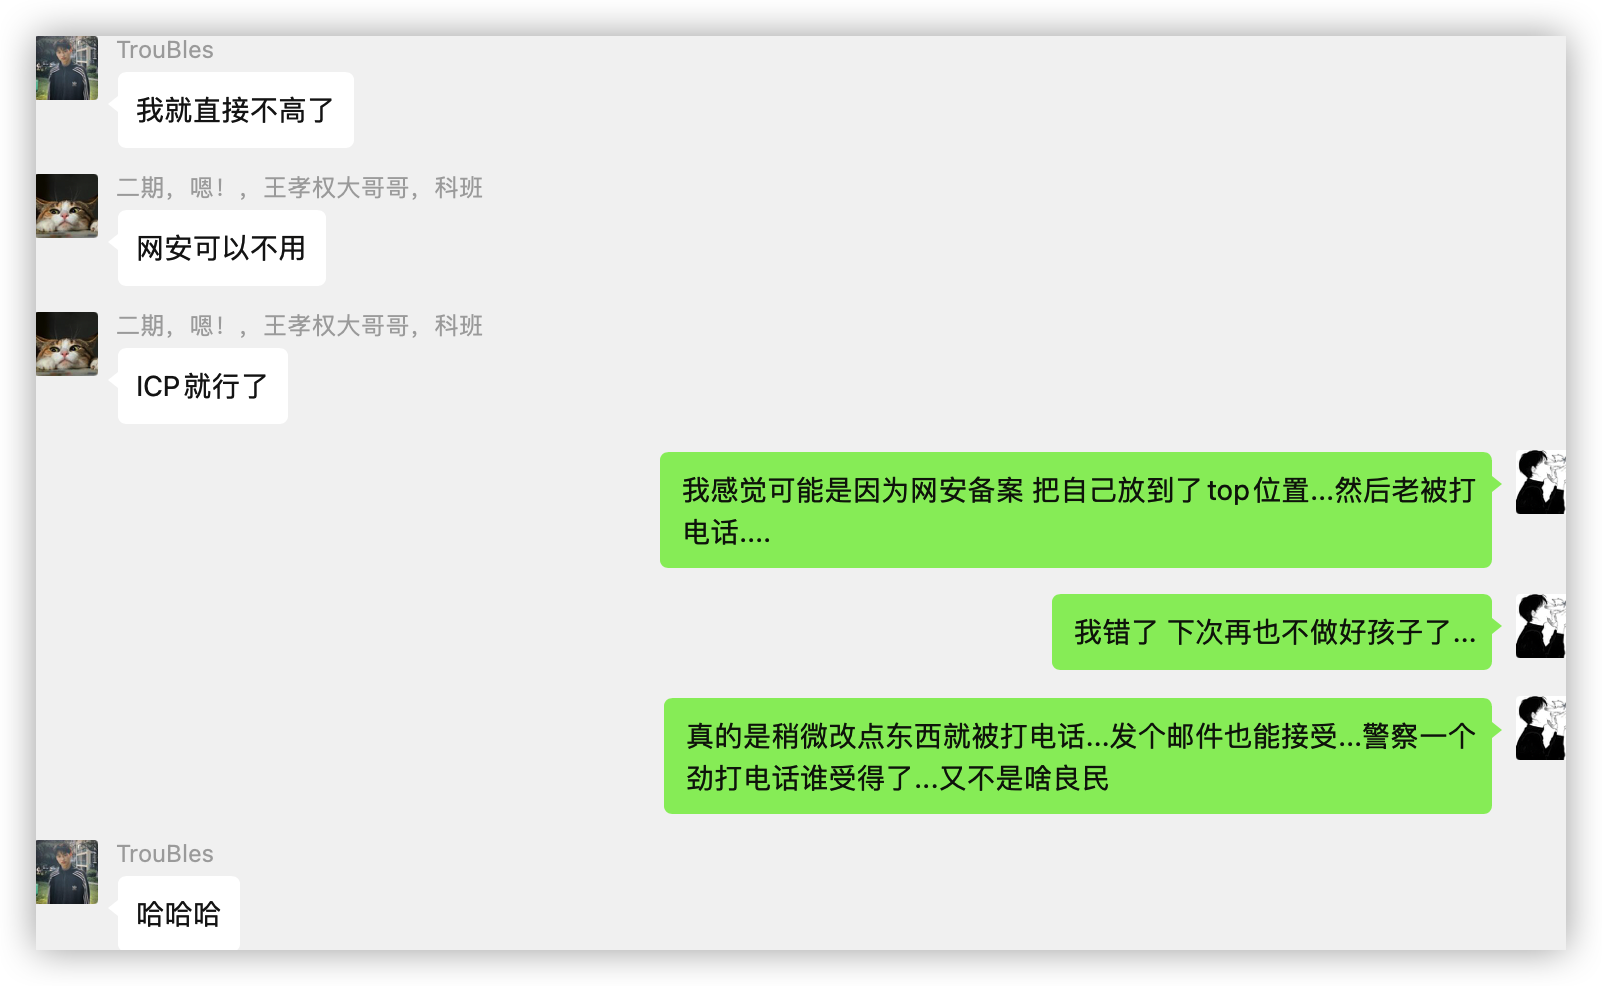 TrouBles
我就直接不高了
二期，嗯！，王孝权大哥哥，科班
网安可以不用
二期，嗯！，王孝权大哥哥，科班
ICP就行了
我感觉可能是因为网安备案 把自己放到了top位置...然后老被打
电话....
我错了 下次再也不做好孩子了...
真的是稍微改点东西就被打电话...发个邮件也能接受...警察一个
劲打电话谁受得了...又不是啥良民
TrouBles
哈哈哈